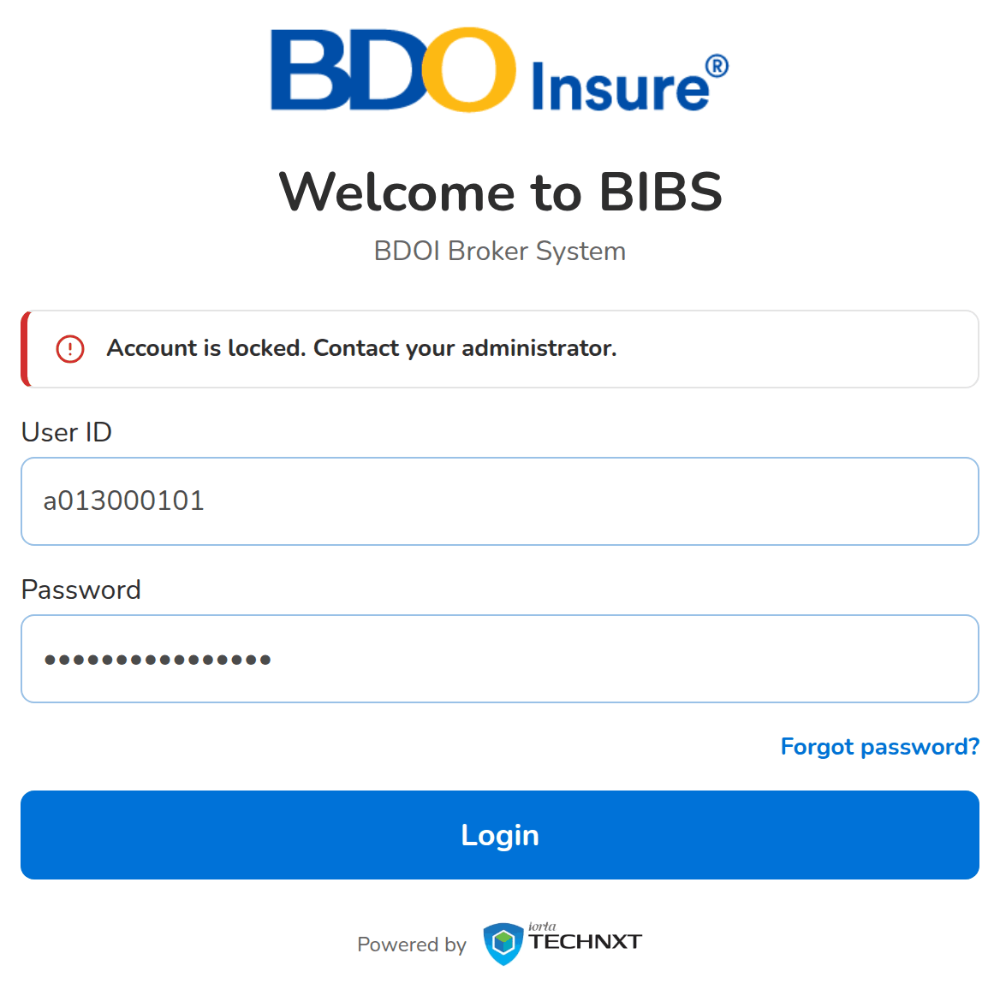 BDO Insure®
Welcome to BIBS
BDOI Broker System
Account is locked. Contact your administrator.
User ID
a013000101
Password
••••••••••••••••
Forgot password?
Login
Powered by
iorta
TECHNXT